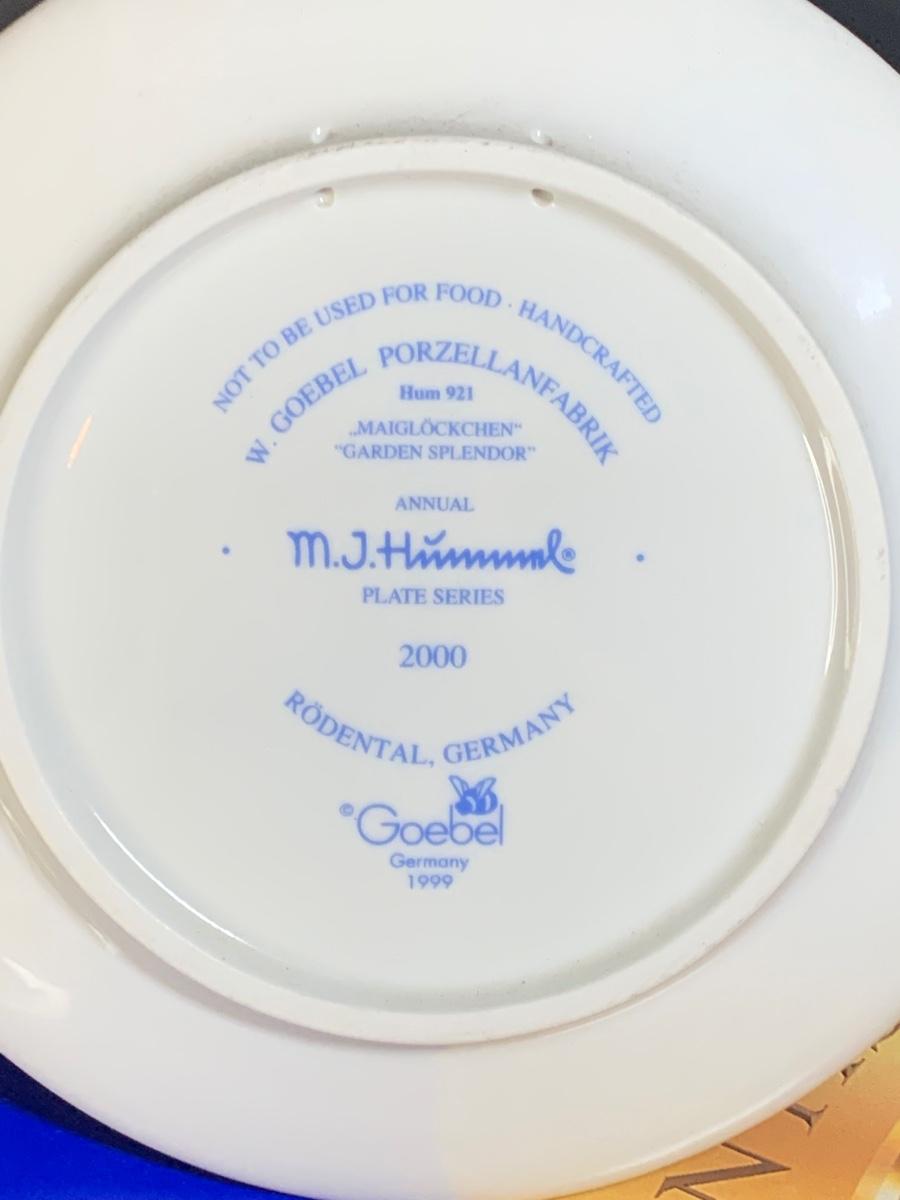 NOT TO BE USED FOR FOOD · HANDCRAFTED
W. GOEBEL PORZELLANFABRIK
Hum 921
„MAIGLÖCKCHEN“
"GARDEN SPLENDOR"
ANNUAL
· M.J.Hummel® ·
PLATE SERIES
2000
RÖDENTAL, GERMANY
© Goebel
Germany
1999